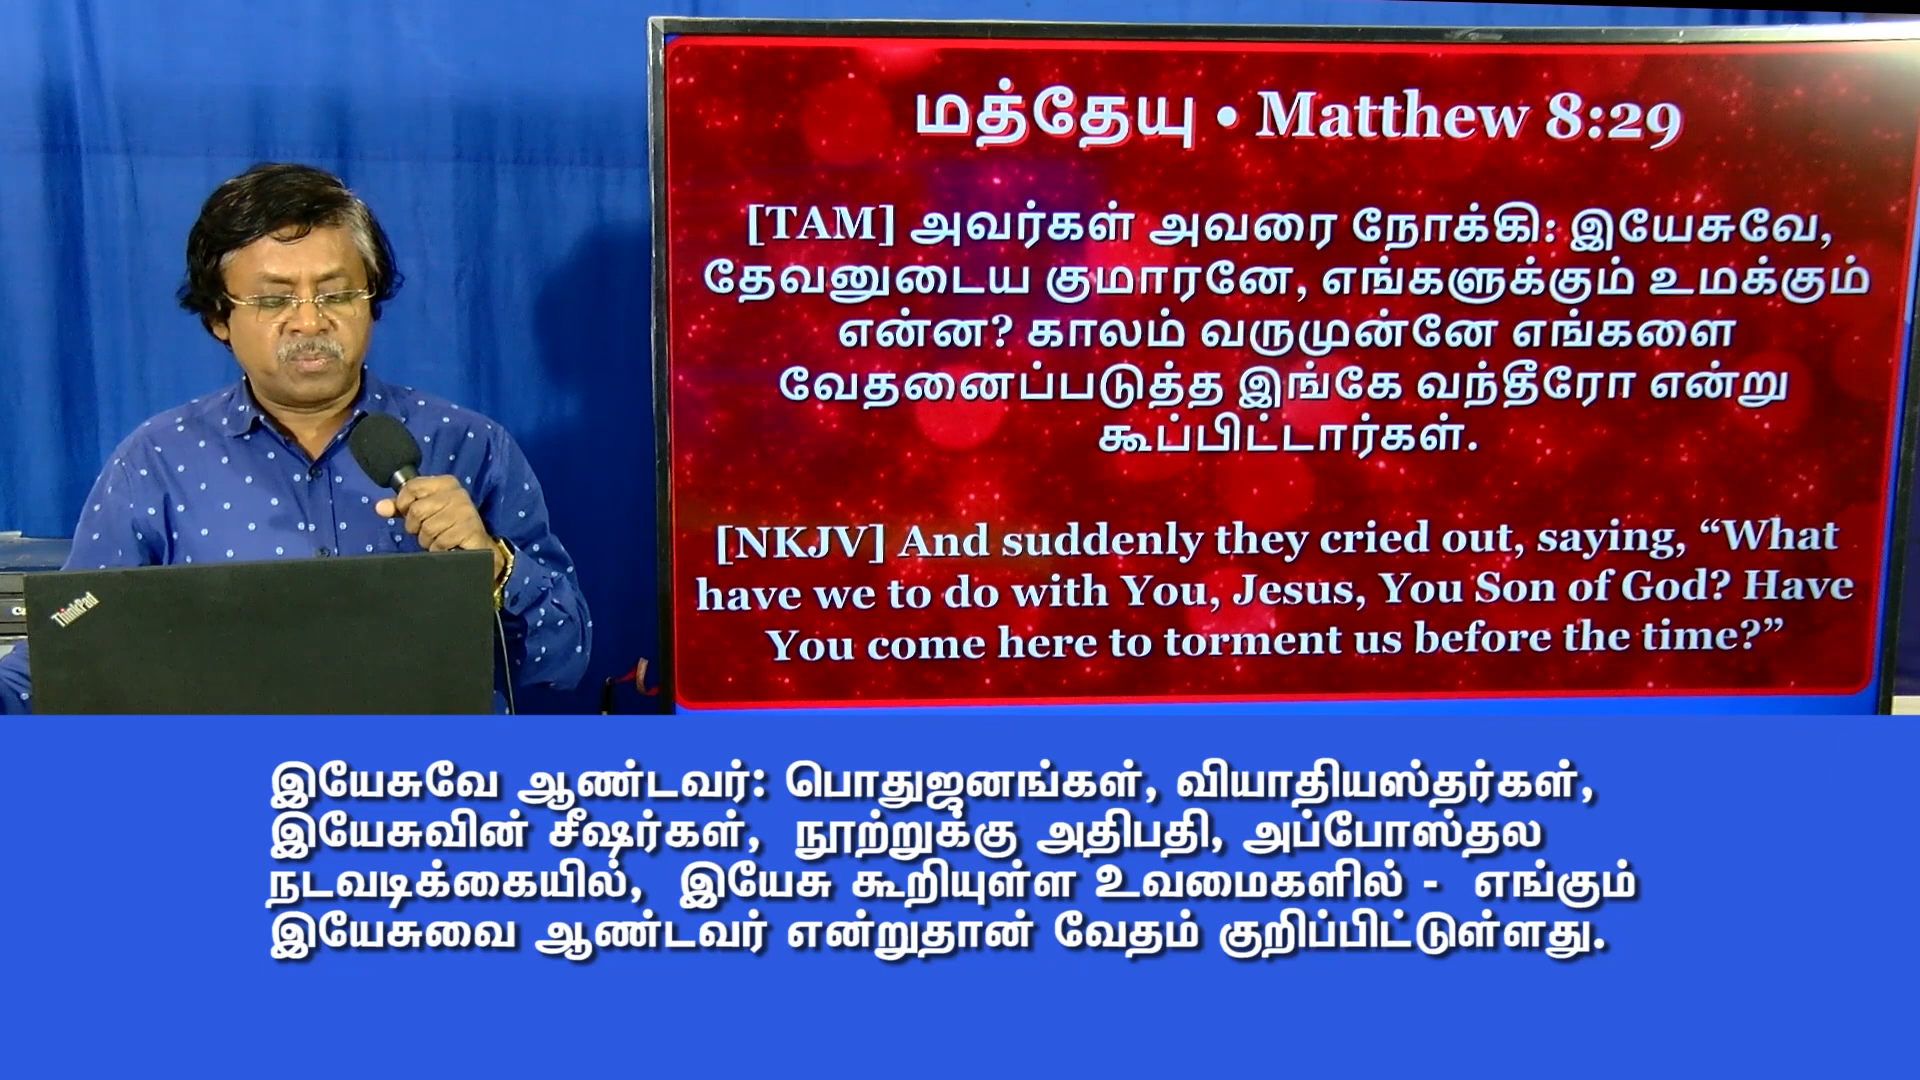 மத்தேயு • Matthew 8:29
[TAM] அவர்கள் அவரை நோக்கி: இயேசுவே,
தேவனுடைய குமாரனே, எங்களுக்கும் உமக்கும்
என்ன? காலம் வருமுன்னே எங்களை
வேதனைப்படுத்த இங்கே வந்தீரோ என்று
கூப்பிட்டார்கள்.
[NKJV] And suddenly they cried out, saying, “What
have we to do with You, Jesus, You Son of God? Have
You come here to torment us before the time?”
ThinkPad
இயேசுவே ஆண்டவர்: பொதுஜனங்கள், வியாதியஸ்தர்கள்,
இயேசுவின் சீஷர்கள், நூற்றுக்கு அதிபதி, அப்போஸ்தல
நடவடிக்கையில், இயேசு கூறியுள்ள உவமைகளில் - எங்கும்
இயேசுவை ஆண்டவர் என்றுதான் வேதம் குறிப்பிட்டுள்ளது.